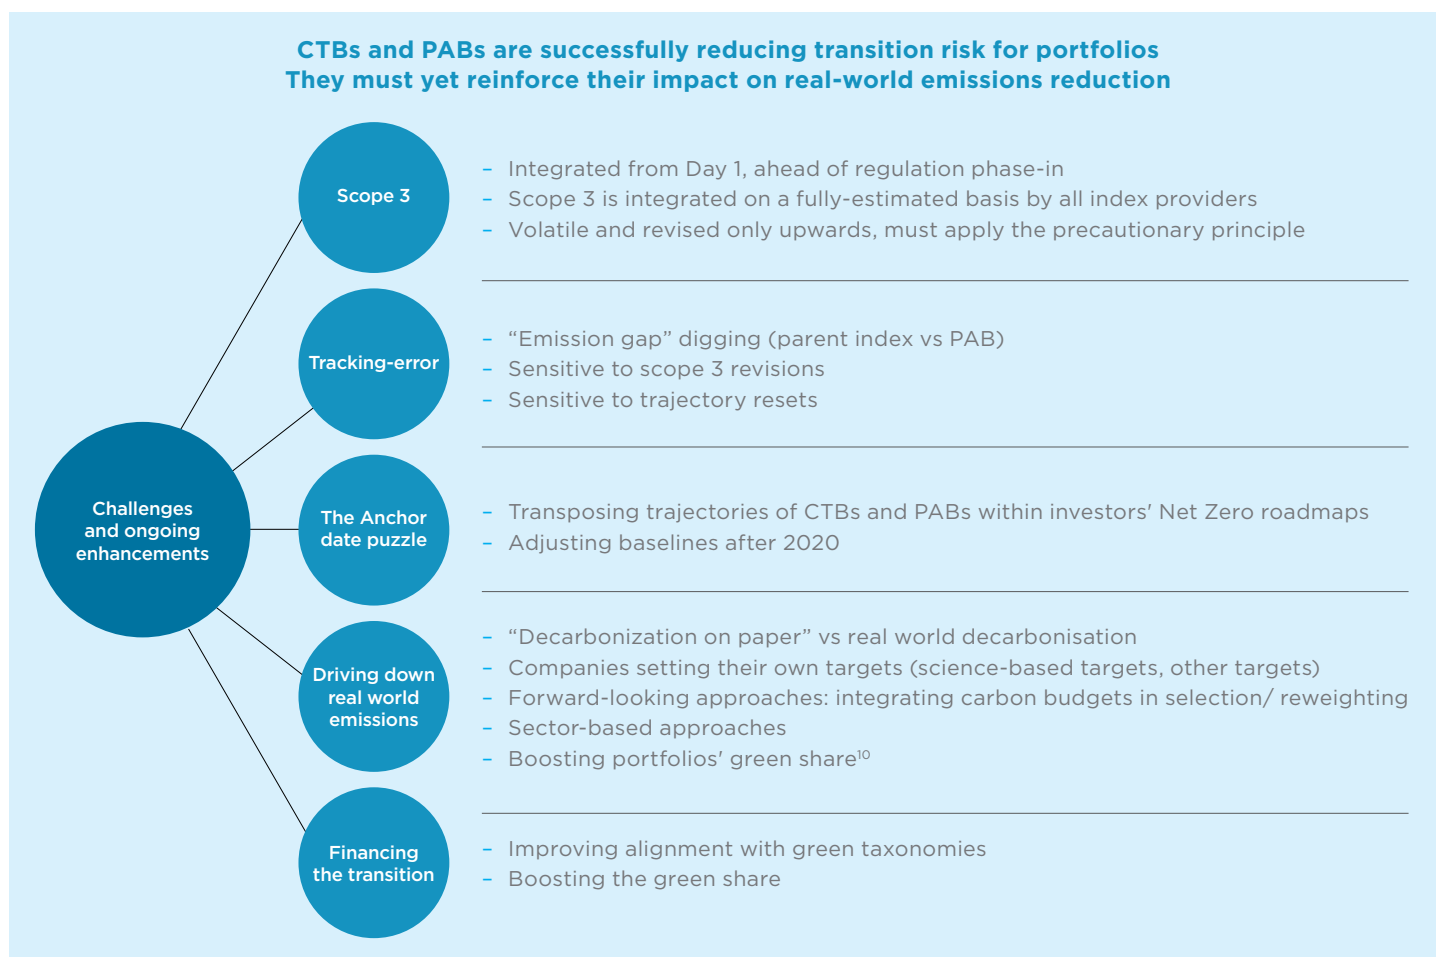 CTBs and PABs are successfully reducing transition risk for portfolios
They must yet reinforce their impact on real-world emissions reduction
Challenges
and ongoing
enhancements
Scope 3
– Integrated from Day 1, ahead of regulation phase-in
– Scope 3 is integrated on a fully-estimated basis by all index providers
– Volatile and revised only upwards, must apply the precautionary principle
Tracking-error
– “Emission gap” digging (parent index vs PAB)
– Sensitive to scope 3 revisions
– Sensitive to trajectory resets
The Anchor
date puzzle
– Transposing trajectories of CTBs and PABs within investors' Net Zero roadmaps
– Adjusting baselines after 2020
Driving down
real world
emissions
– “Decarbonization on paper” vs real world decarbonisation
– Companies setting their own targets (science-based targets, other targets)
– Forward-looking approaches: integrating carbon budgets in selection/ reweighting
– Sector-based approaches
– Boosting portfolios' green share¹⁰
Financing
the transition
– Improving alignment with green taxonomies
– Boosting the green share